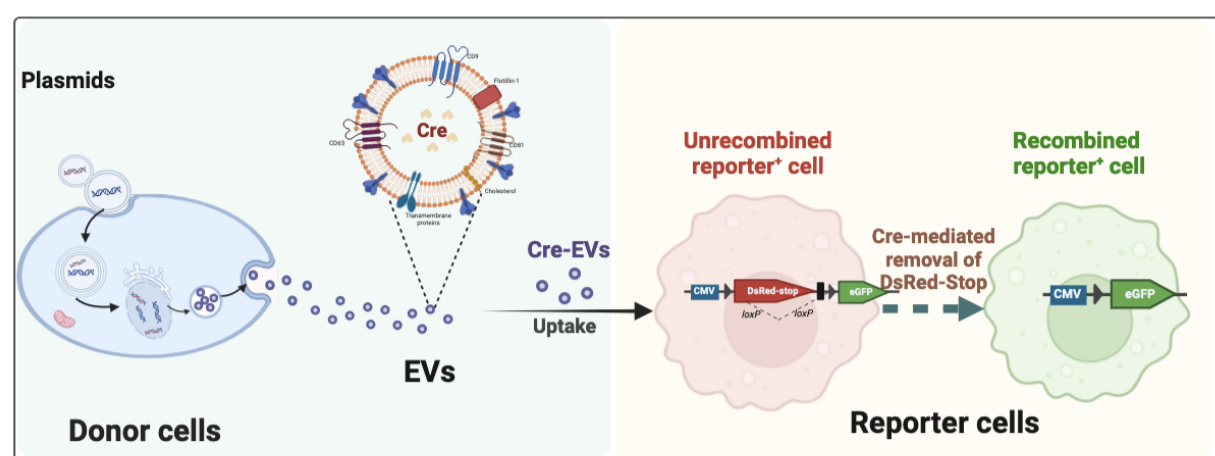 Plasmids
CD9
Flotillin-1
Cre
CD63
CD81
Cholesterol
Transmembrane
proteins
Cre-EVs
Uptake
EVs
Donor cells
Unrecombined
reporter⁺ cell
Recombined
reporter⁺ cell
Cre-mediated
removal of
DsRed-Stop
CMV
DsRed-stop
eGFP
loxP
loxP
CMV
eGFP
Reporter cells